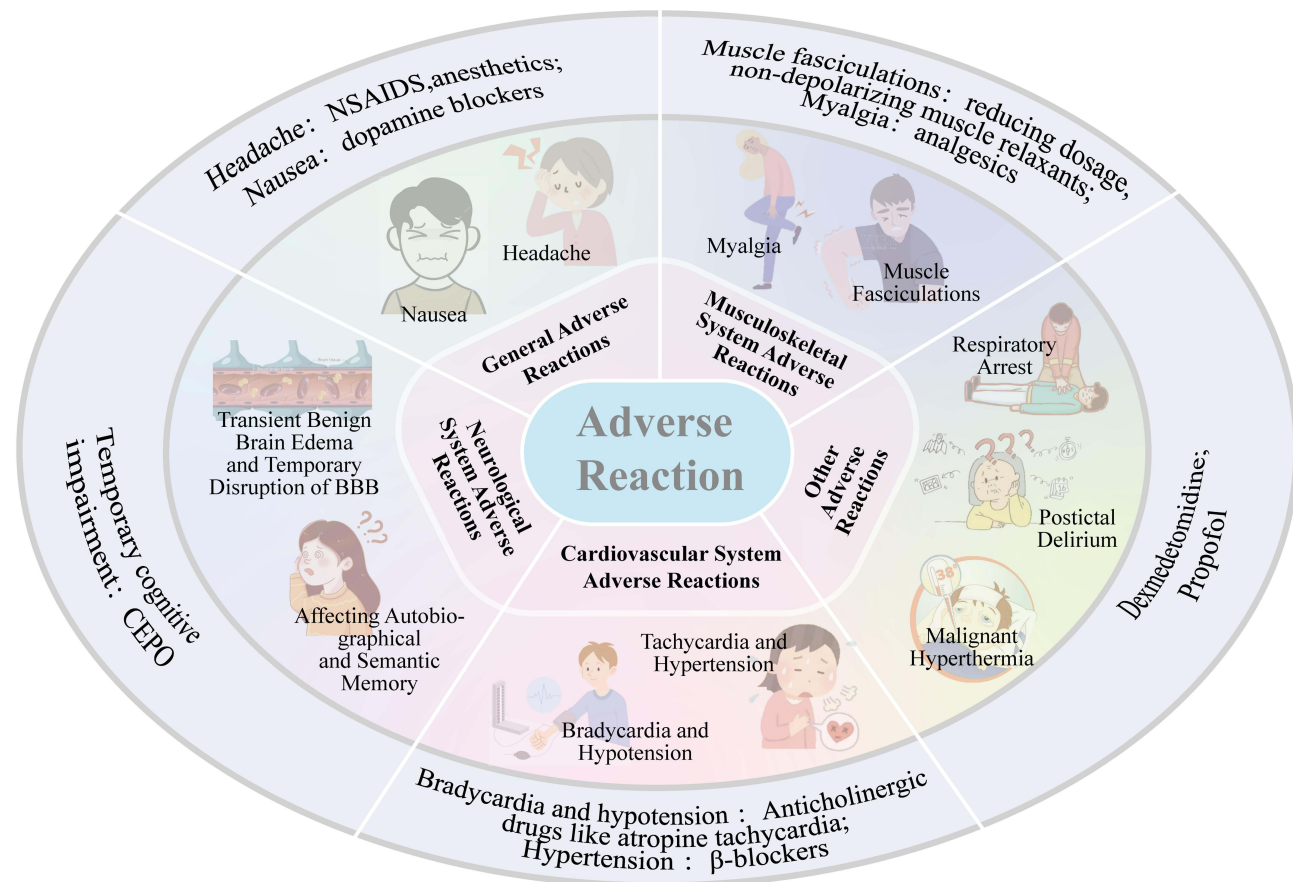 Headache： NSAIDS,anesthetics;
Nausea： dopamine blockers
Muscle fasciculations：reducing dosage,
non-depolarizing muscle relaxants;
Myalgia：analgesics
Headache
Nausea
Myalgia
Muscle
Fasciculations
General Adverse
Reactions
Musculoskeletal
System Adverse
Reactions
Adverse
Reaction
Neurological
System Adverse
Reactions
Other
Adverse
Reactions
Cardiovascular System
Adverse Reactions
Transient Benign
Brain Edema
and Temporary
Disruption of BBB
Affecting Autobio-
graphical
and Semantic
Memory
Temporary cognitive
impairment： CEPO
Respiratory
Arrest
???
Postictal
Delirium
38°
Malignant
Hyperthermia
Dexmedetomidine;
Propofol
???
Tachycardia and
Hypertension
Bradycardia and
Hypotension
Bradycardia and hypotension： Anticholinergic
drugs like atropine tachycardia;
Hypertension： β-blockers